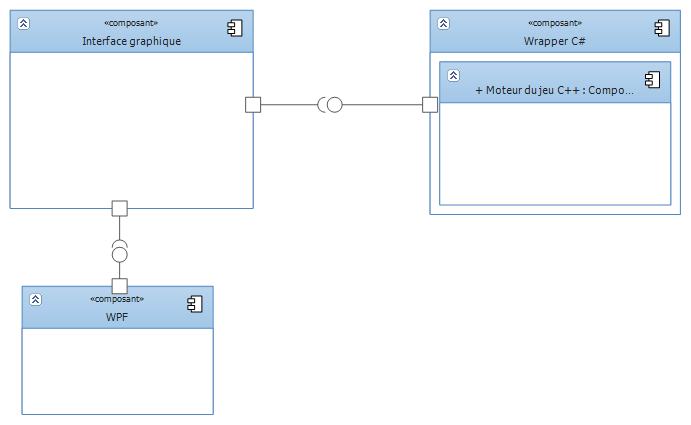 «composant»
Interface graphique
«composant»
Wrapper C#
+ Moteur du jeu C++ : Compo...
«composant»
WPF